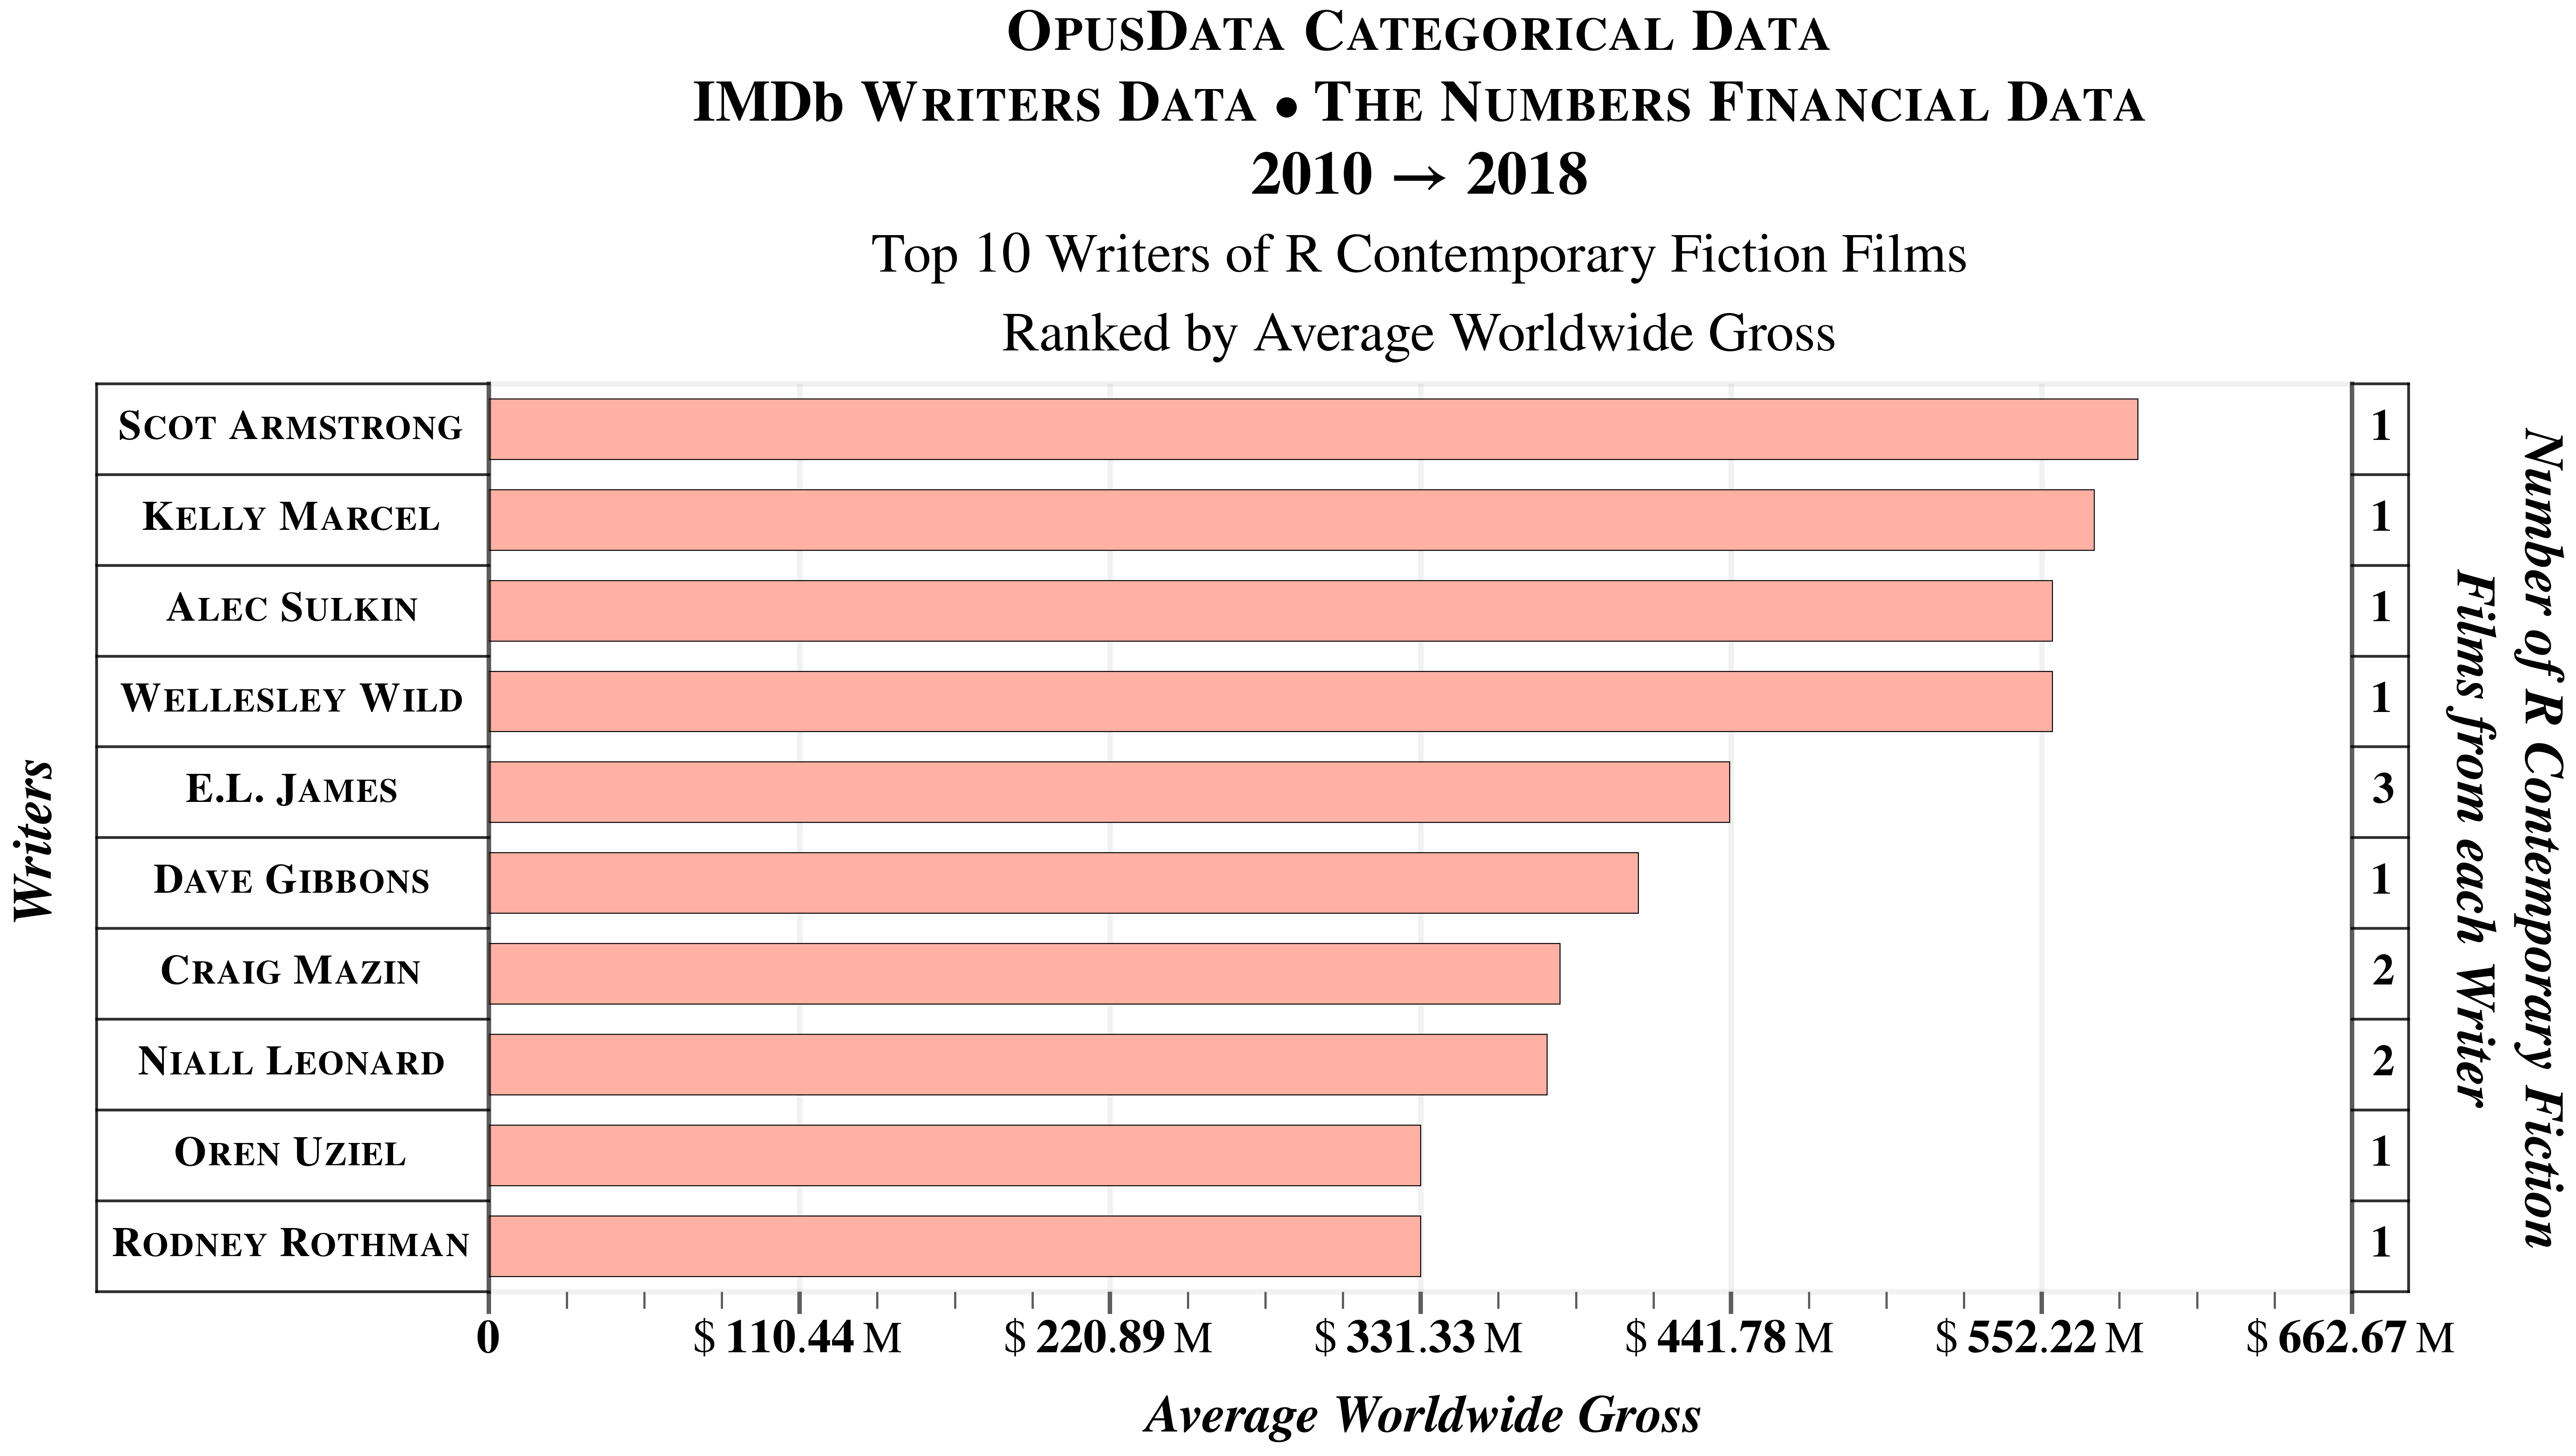 OpusData Categorical Data
IMDb Writers Data • The Numbers Financial Data
2010 → 2018
Top 10 Writers of R Contemporary Fiction Films
Ranked by Average Worldwide Gross
Writers
Scot Armstrong 1
Kelly Marcel 1
Alec Sulkin 1
Wellesley Wild 1
E.L. James 3
Dave Gibbons 1
Craig Mazin 2
Niall Leonard 2
Oren Uziel 1
Rodney Rothman 1
Number of R Contemporary Fiction
Films from each Writer
0 $ 110.44 M $ 220.89 M $ 331.33 M $ 441.78 M $ 552.22 M $ 662.67 M
Average Worldwide Gross